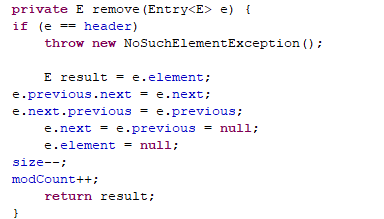 private E remove(Entry<E> e) {
if (e == header)
    throw new NoSuchElementException();

    E result = e.element;
e.previous.next = e.next;
e.next.previous = e.previous;
    e.next = e.previous = null;
    e.element = null;
size--;
modCount++;
    return result;
}